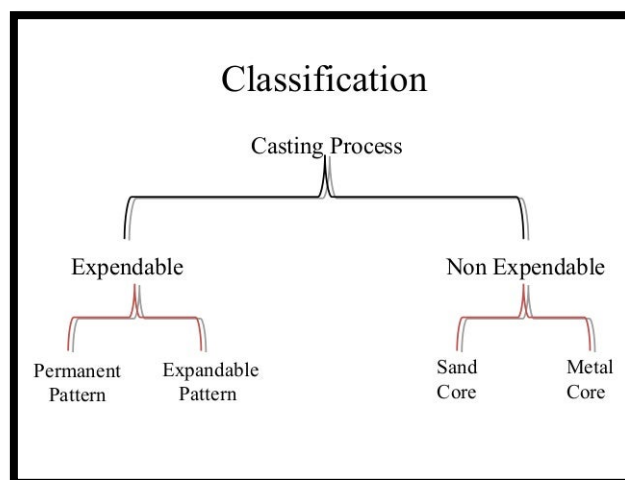 Classification
Casting Process
Expendable
Non Expendable
Permanent
Pattern
Expandable
Pattern
Sand
Core
Metal
Core